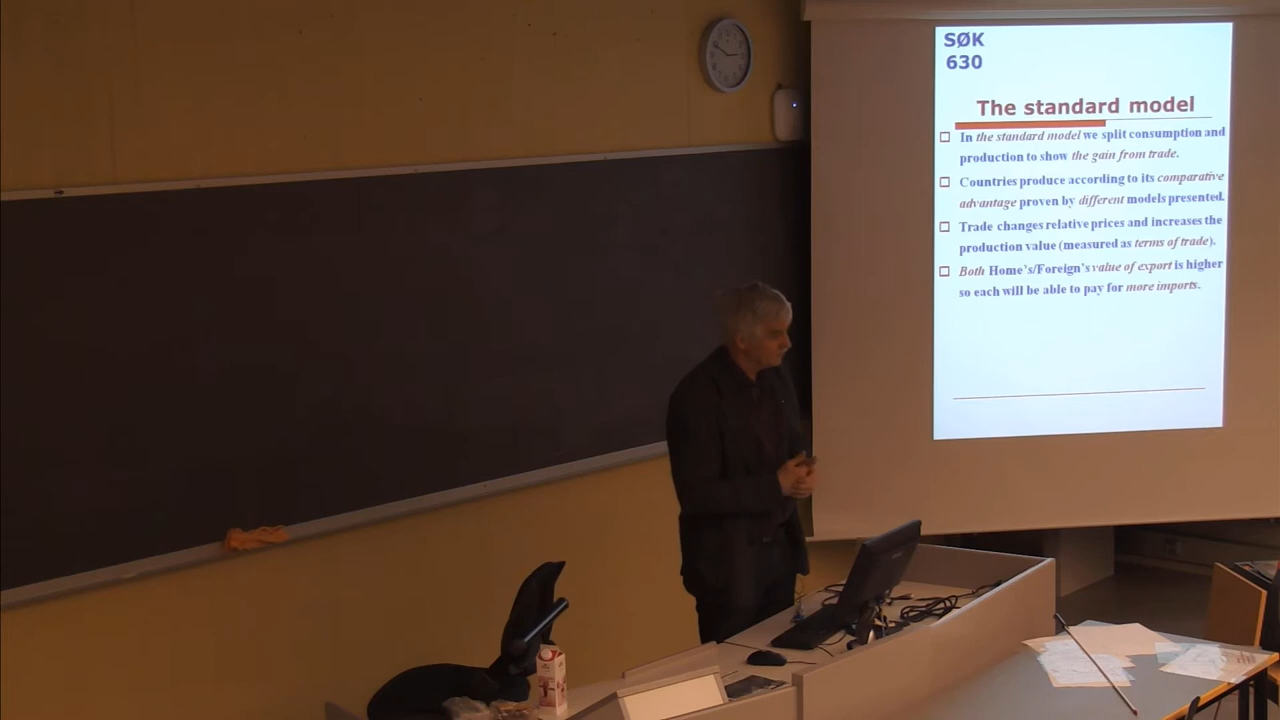 SØK
630
The standard model
In the standard model we split consumption and
production to show the gain from trade.
Countries produce according to its comparative
advantage proven by different models presented.
Trade changes relative prices and increases the
production value (measured as terms of trade).
Both Home's/Foreign's value of export is higher
so each will be able to pay for more imports.